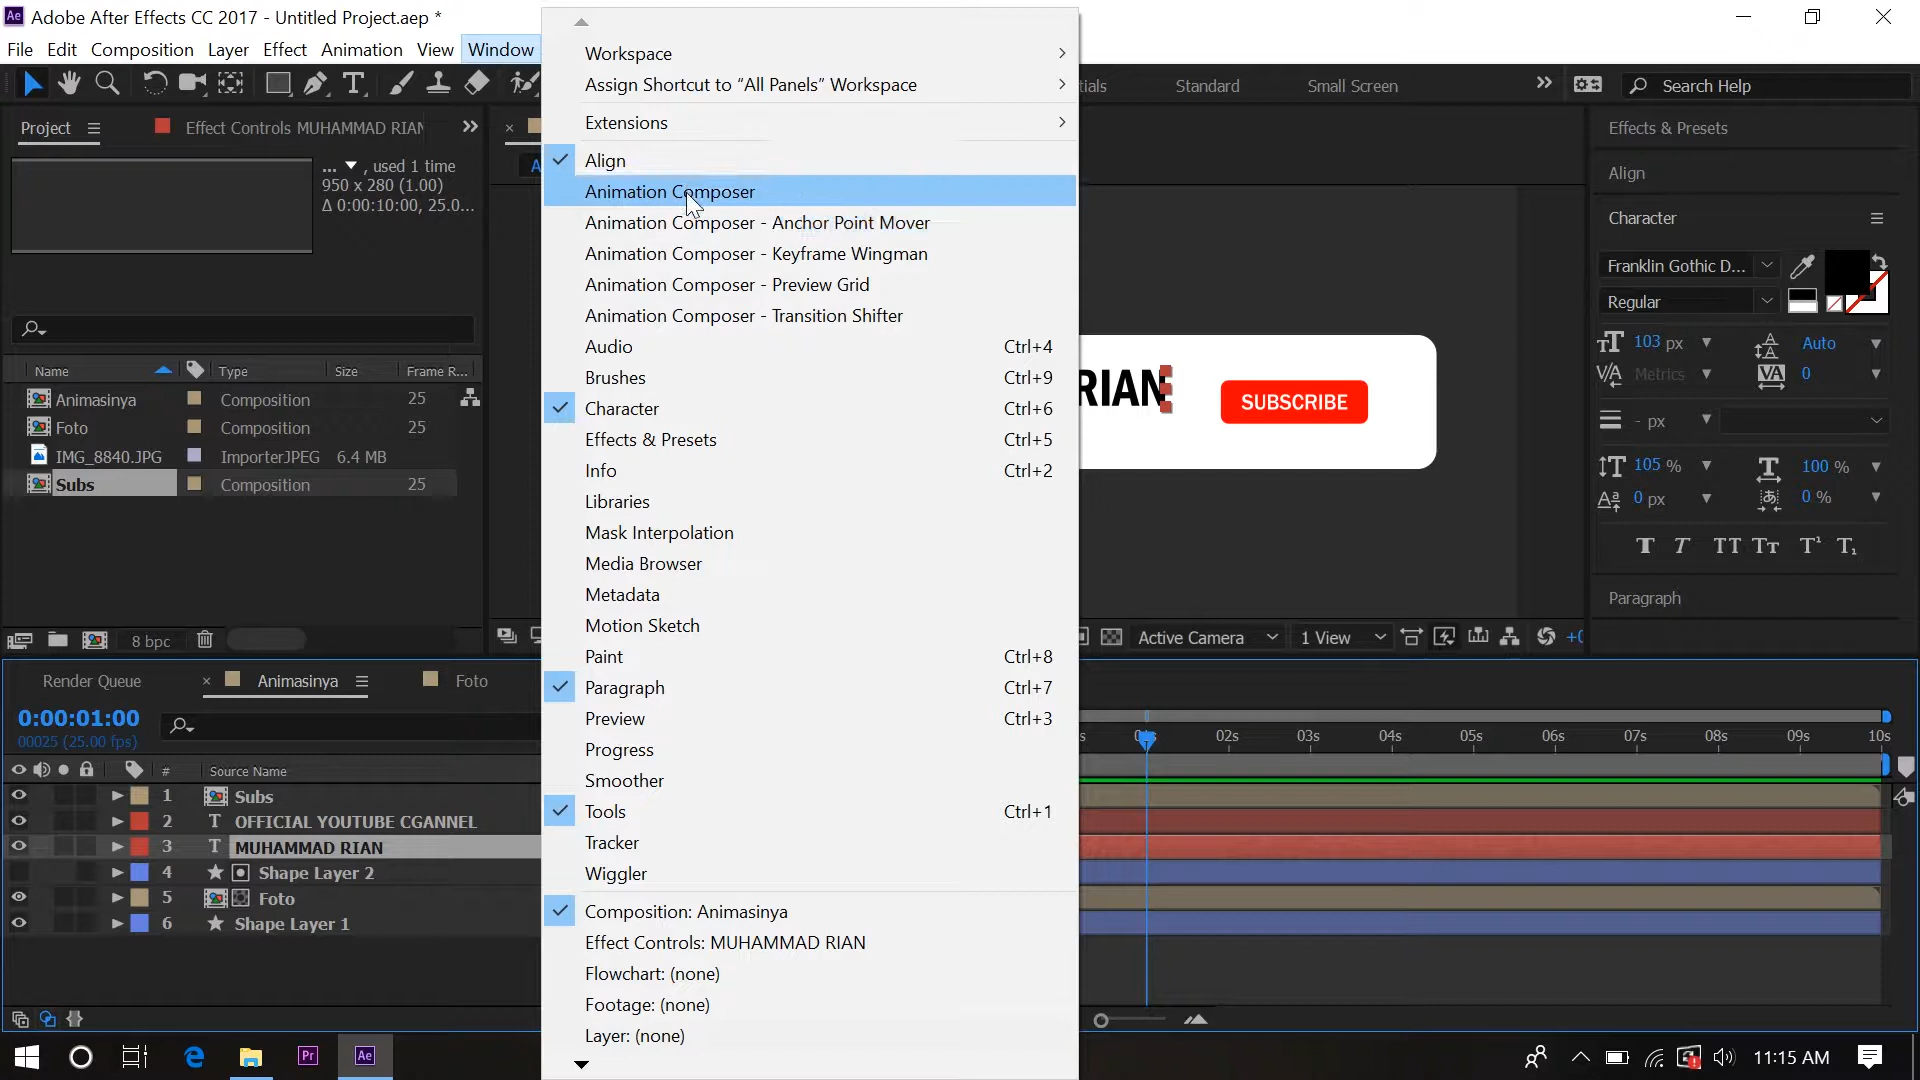 Adobe After Effects CC 2017 - Untitled Project.aep *
File Edit Composition Layer Effect Animation View Window
Standard Small Screen Search Help
Project Effect Controls MUHAMMAD RIAN
... , used 1 time
950 x 280 (1.00)
Δ 0:00:10:00, 25.0...
Name Type Size Frame R...
Animasinya Composition 25
Foto Composition 25
IMG_8840.JPG ImporterJPEG 6.4 MB
Subs Composition 25
8 bpc
Workspace
Assign Shortcut to “All Panels” Workspace
Extensions
Align
Animation Composer
Animation Composer - Anchor Point Mover
Animation Composer - Keyframe Wingman
Animation Composer - Preview Grid
Animation Composer - Transition Shifter
Audio Ctrl+4
Brushes Ctrl+9
Character Ctrl+6
Effects & Presets Ctrl+5
Info Ctrl+2
Libraries
Mask Interpolation
Media Browser
Metadata
Motion Sketch
Paint Ctrl+8
Paragraph Ctrl+7
Preview Ctrl+3
Progress
Smoother
Tools Ctrl+1
Tracker
Wiggler
Composition: Animasinya
Effect Controls: MUHAMMAD RIAN
Flowchart: (none)
Footage: (none)
Layer: (none)
RIAN
SUBSCRIBE
Active Camera 1 View +0
Effects & Presets
Align
Character
Franklin Gothic D...
Regular
103 px Auto
Metrics 0
- px
105 % 100 %
0 px 0 %
T T TT Tт T¹ T₁
Paragraph
Render Queue Animasinya Foto
0:00:01:00
00025 (25.00 fps)
# Source Name
1 Subs
2 OFFICIAL YOUTUBE CGANNEL
3 MUHAMMAD RIAN
4 Shape Layer 2
5 Foto
6 Shape Layer 1
02s 03s 04s 05s 06s 07s 08s 09s 10s
Pr Ae 11:15 AM